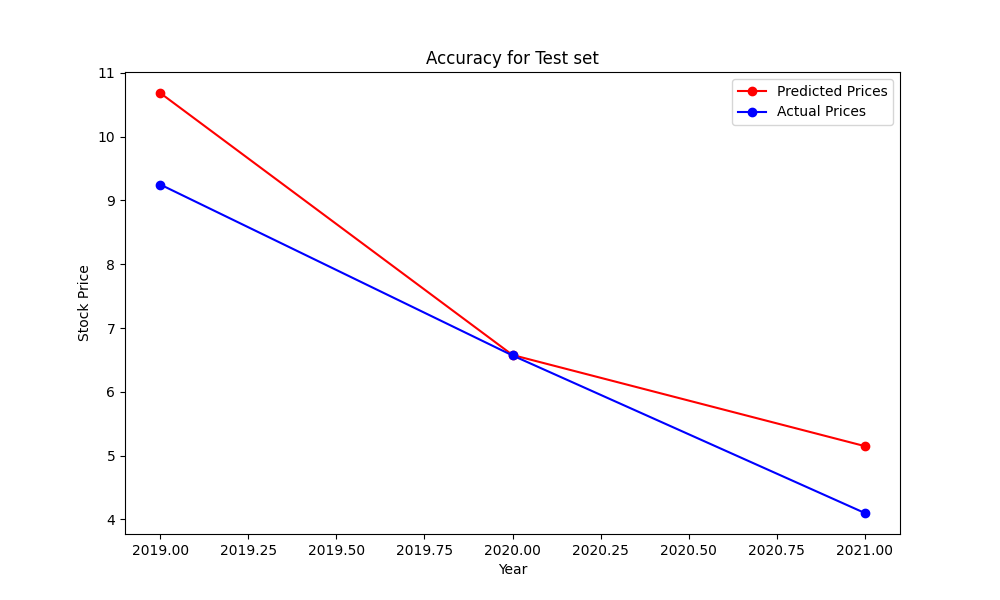 Accuracy for Test set
Predicted Prices
Actual Prices
Stock Price
11
10
9
8
7
6
5
4
2019.00 2019.25 2019.50 2019.75 2020.00 2020.25 2020.50 2020.75 2021.00
Year